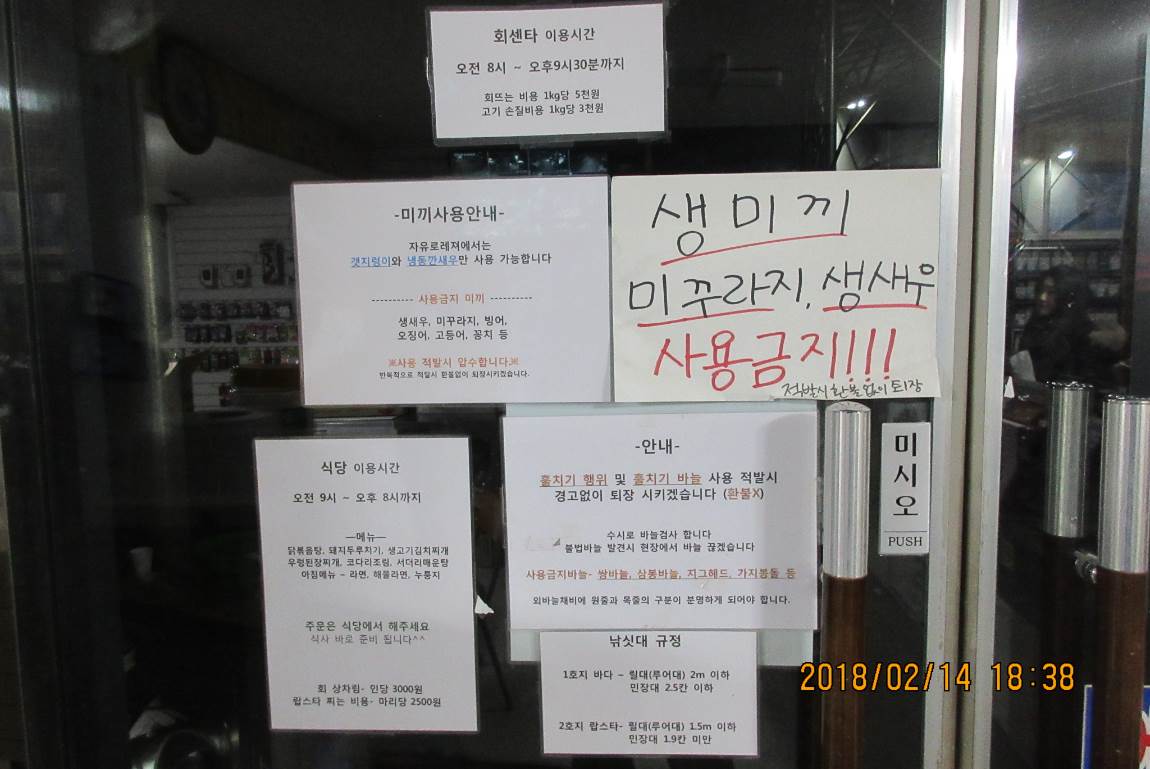 회센타 이용시간
오전 8시 ~ 오후9시30분까지
회뜨는 비용 1kg당 5천원
고기 손질비용 1kg당 3천원
-미끼사용안내-
자유로레져에서는
갯지렁이와 냉동깐새우만 사용 가능합니다
---------- 사용금지 미끼 ----------
생새우, 미꾸라지, 빙어,
오징어, 고등어, 꽁치 등
※사용 적발시 압수합니다※
반복적으로 적발시 환불없이 퇴장시키겠습니다.
생미끼
미꾸라지, 생새우
사용금지!!!
적발시 환불없이 퇴장
식당 이용시간
오전 9시 ~ 오후 8시까지
―메뉴―
닭볶음탕, 돼지두루치기, 생고기김치찌개
우렁된장찌개, 코다리조림, 서더리매운탕
아침메뉴 – 라면, 해물라면, 누룽지
주문은 식당에서 해주세요
식사 바로 준비 됩니다^^
회 상차림- 인당 3000원
랍스타 찌는 비용- 마리당 2500원
-안내-
훌치기 행위 및 훌치기 바늘 사용 적발시
경고없이 퇴장 시키겠습니다 (환불X)
수시로 바늘검사 합니다
불법바늘 발견시 현장에서 바늘 끊겠습니다
사용금지바늘- 쌍바늘, 삼봉바늘, 지그헤드, 가지봉돌 등
외바늘채비에 원줄과 목줄의 구분이 분명하게 되어야 합니다.
낚싯대 규정
1호지 바다 – 릴대(루어대) 2m 이하
민장대 2.5칸 이하
2호지 랍스타- 릴대(루어대) 1.5m 이하
민장대 1.9칸 미만
미시오
PUSH
2018/02/14 18:38